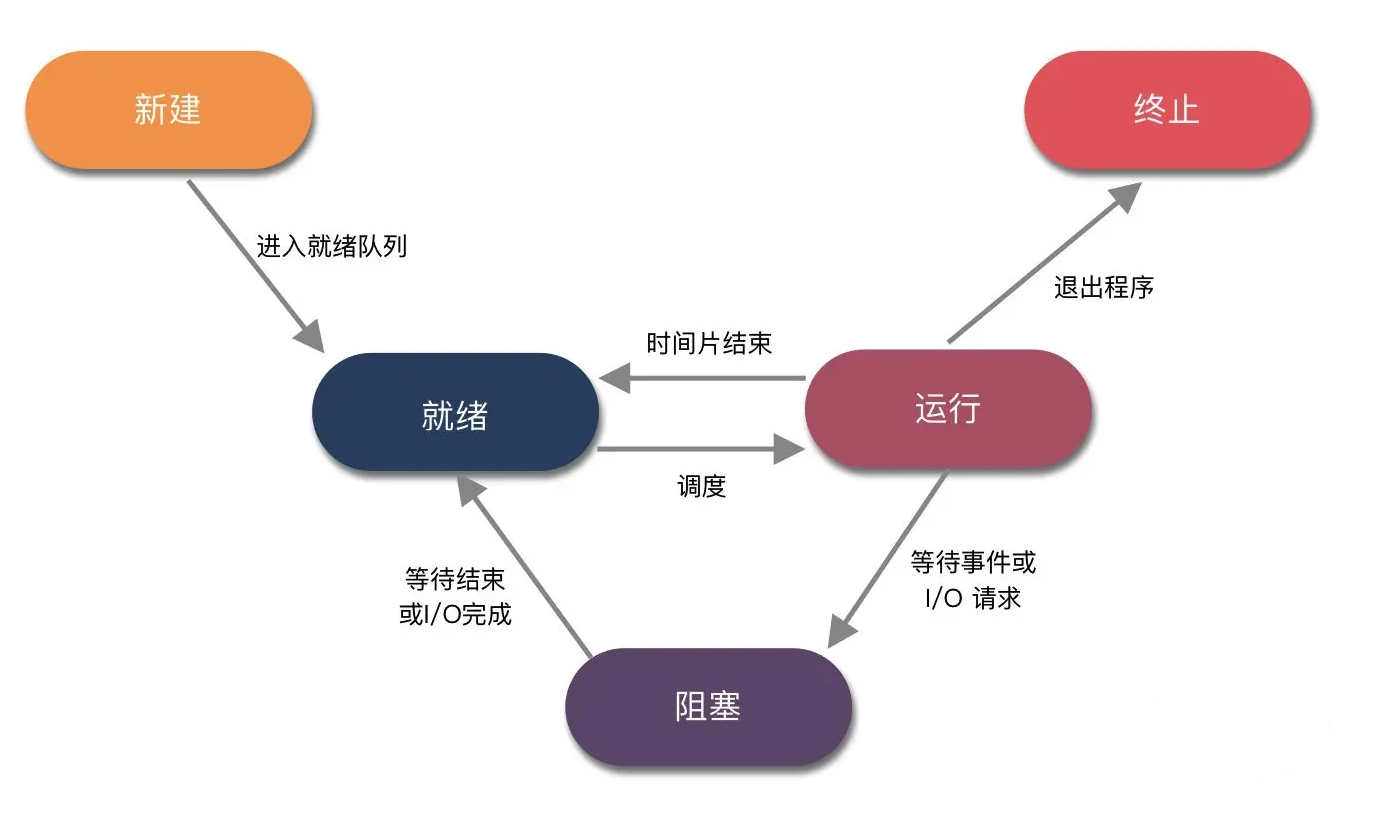 新建
终止
进入就绪队列
退出程序
时间片结束
就绪
运行
调度
等待结束
或I/O完成
等待事件或
I/O 请求
阻塞